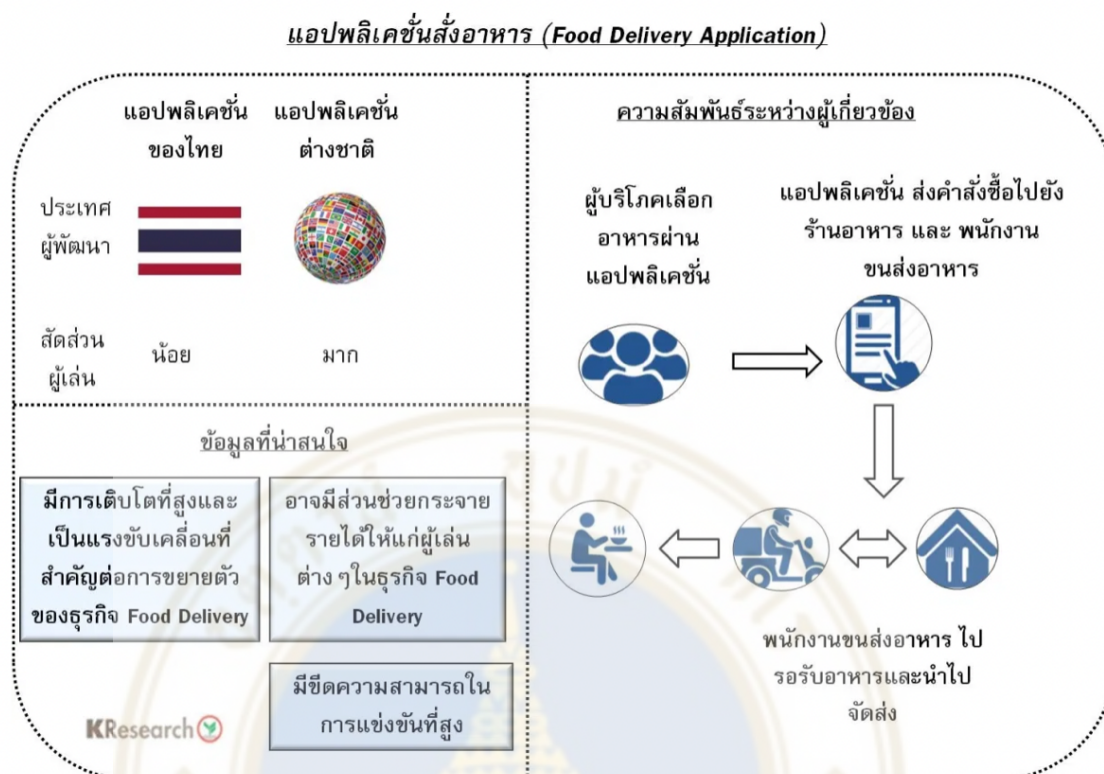 แอปพลิเคชั่นสั่งอาหาร (Food Delivery Application)
แอปพลิเคชั่น
ของไทย
แอปพลิเคชั่น
ต่างชาติ
ประเทศ
ผู้พัฒนา
สัดส่วน
ผู้เล่น
น้อย
มาก
ข้อมูลที่น่าสนใจ
มีการเติบโตที่สูงและ
เป็นแรงขับเคลื่อนที่
สำคัญต่อการขยายตัว
ของธุรกิจ Food Delivery
อาจมีส่วนช่วยกระจาย
รายได้ให้แก่ผู้เล่น
ต่าง ๆในธุรกิจ Food
Delivery
มีขีดความสามารถใน
การแข่งขันที่สูง
KResearch
ความสัมพันธ์ระหว่างผู้เกี่ยวข้อง
ผู้บริโภคเลือก
อาหารผ่าน
แอปพลิเคชั่น
แอปพลิเคชั่น ส่งคำสั่งซื้อไปยัง
ร้านอาหาร และ พนักงาน
ขนส่งอาหาร
พนักงานขนส่งอาหาร ไป
รอรับอาหารและนำไป
จัดส่ง